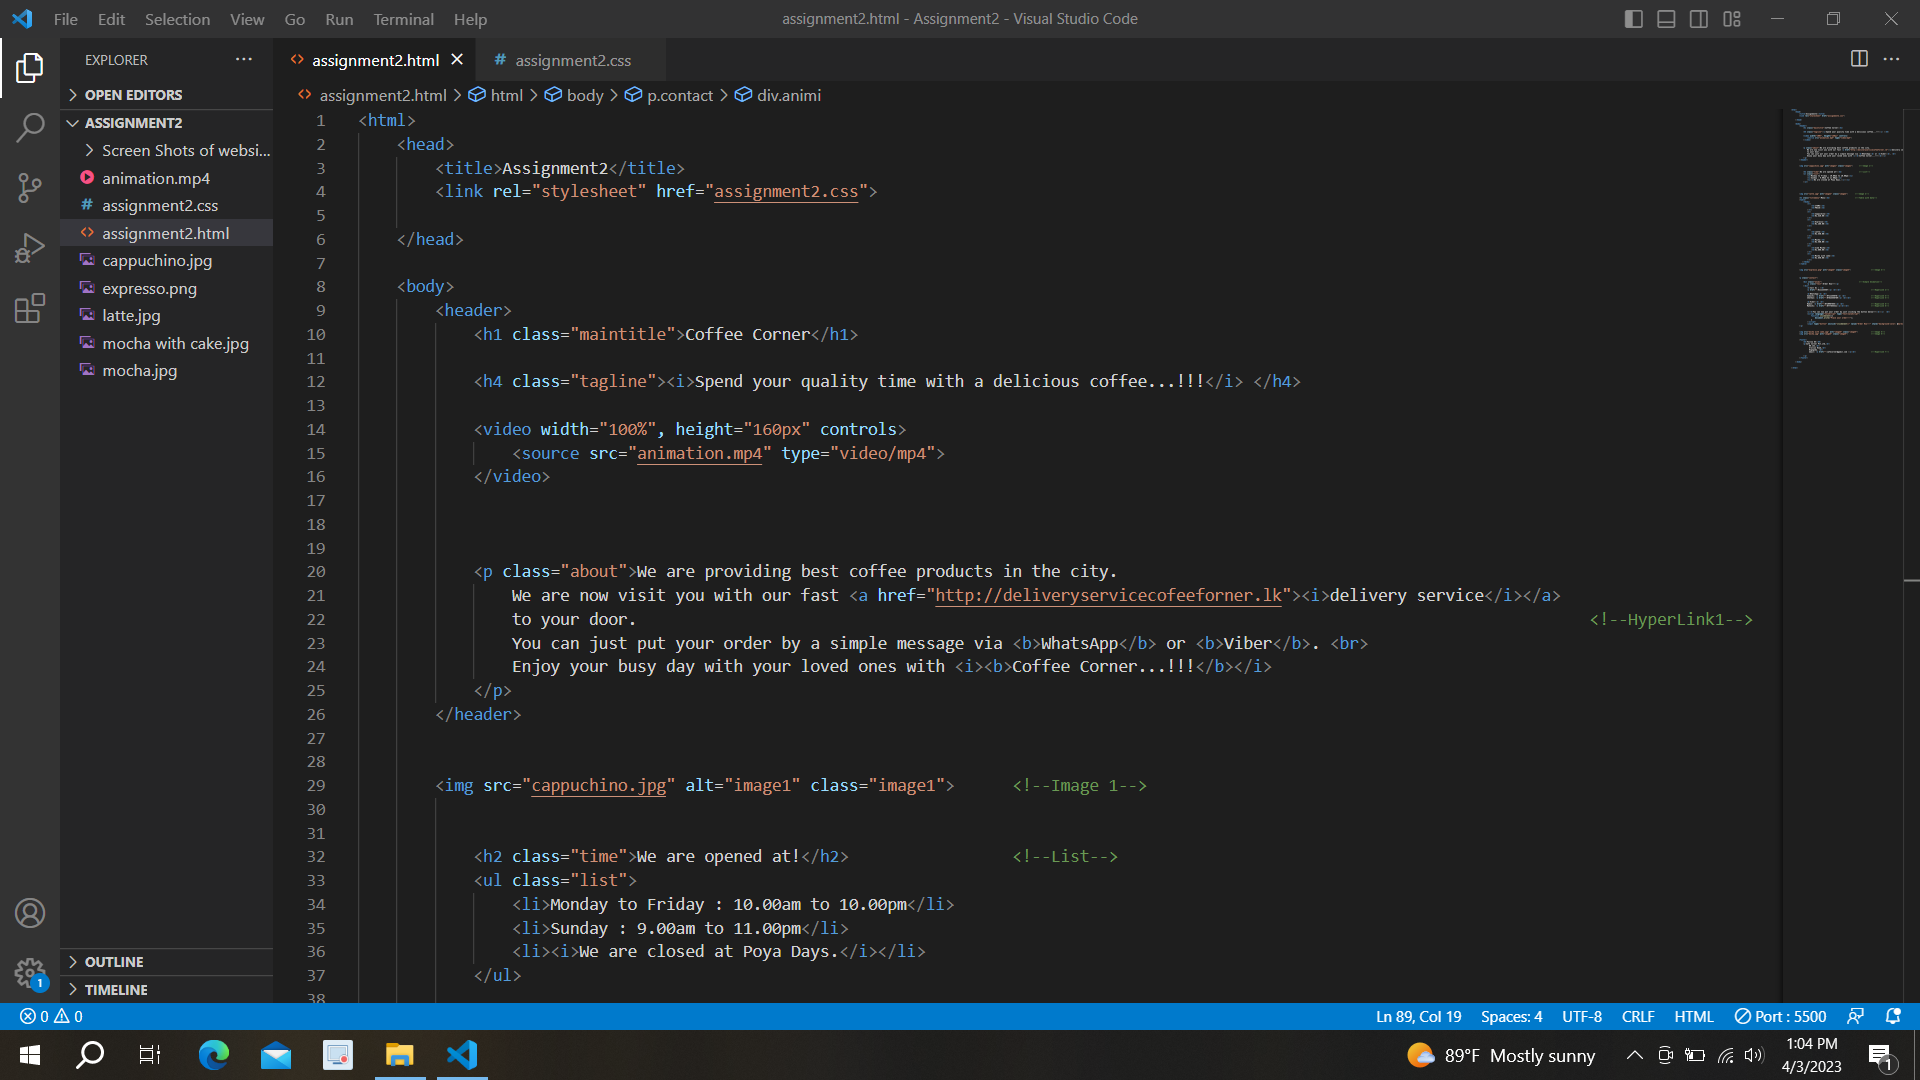 File Edit Selection View Go Run Terminal Help
assignment2.html - Assignment2 - Visual Studio Code
EXPLORER
OPEN EDITORS
ASSIGNMENT2
Screen Shots of websi...
animation.mp4
assignment2.css
assignment2.html
cappuchino.jpg
expresso.png
latte.jpg
mocha with cake.jpg
mocha.jpg
OUTLINE
TIMELINE
1
assignment2.html
assignment2.css
assignment2.html > html > body > p.contact > div.animi
1 <html>
2 <head>
3 <title>Assignment2</title>
4 <link rel="stylesheet" href="assignment2.css">
5
6 </head>
7
8 <body>
9 <header>
10 <h1 class="maintitle">Coffee Corner</h1>
11
12 <h4 class="tagline"><i>Spend your quality time with a delicious coffee...!!!</i> </h4>
13
14 <video width="100%", height="160px" controls>
15 <source src="animation.mp4" type="video/mp4">
16 </video>
17
18
19
20 <p class="about">We are providing best coffee products in the city.
21 We are now visit you with our fast <a href="http://deliveryservicecofeeforner.lk"><i>delivery service</i></a>
22 to your door. <!--HyperLink1-->
23 You can just put your order by a simple message via <b>WhatsApp</b> or <b>Viber</b>. <br>
24 Enjoy your busy day with your loved ones with <i><b>Coffee Corner...!!!</b></i>
25 </p>
26 </header>
27
28
29 <img src="cappuchino.jpg" alt="image1" class="image1"> <!--Image 1-->
30
31
32 <h2 class="time">We are opened at!</h2> <!--List-->
33 <ul class="list">
34 <li>Monday to Friday : 10.00am to 10.00pm</li>
35 <li>Sunday : 9.00am to 11.00pm</li>
36 <li><i>We are closed at Poya Days.</i></li>
37 </ul>
38
0 0
Ln 89, Col 19 Spaces: 4 UTF-8 CRLF HTML Port : 5500
89°F Mostly sunny
1:04 PM
4/3/2023
1